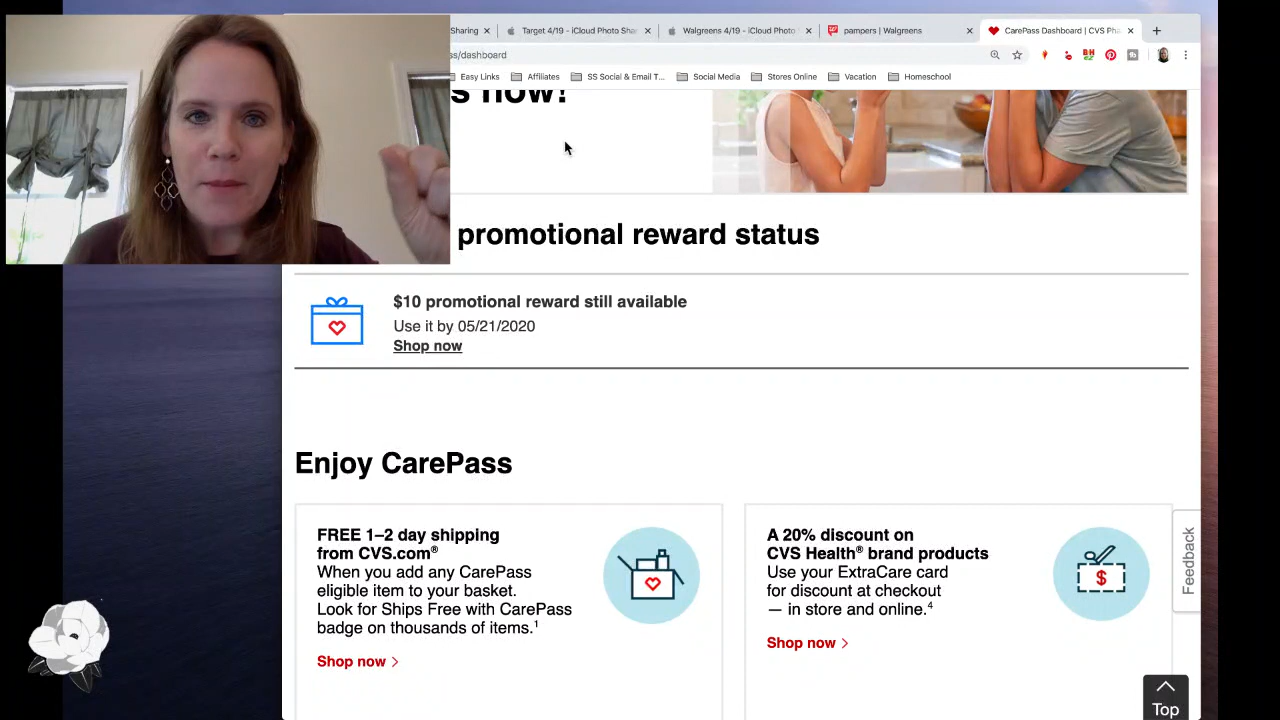 Sharing
Target 4/19 - iCloud Photo Sha
Walgreens 4/19 - iCloud Photo
pampers | Walgreens
CarePass Dashboard | CVS Pha
ss/dashboard
Easy Links
Affiliates
SS Social & Email T...
Social Media
Stores Online
Vacation
Homeschool
s now!
promotional reward status
$10 promotional reward still available
Use it by 05/21/2020
Shop now
Enjoy CarePass
FREE 1–2 day shipping
from CVS.com®
When you add any CarePass
eligible item to your basket.
Look for Ships Free with CarePass
badge on thousands of items.¹
Shop now >
A 20% discount on
CVS Health® brand products
Use your ExtraCare card
for discount at checkout
— in store and online.⁴
Shop now >
$
Feedback
Top